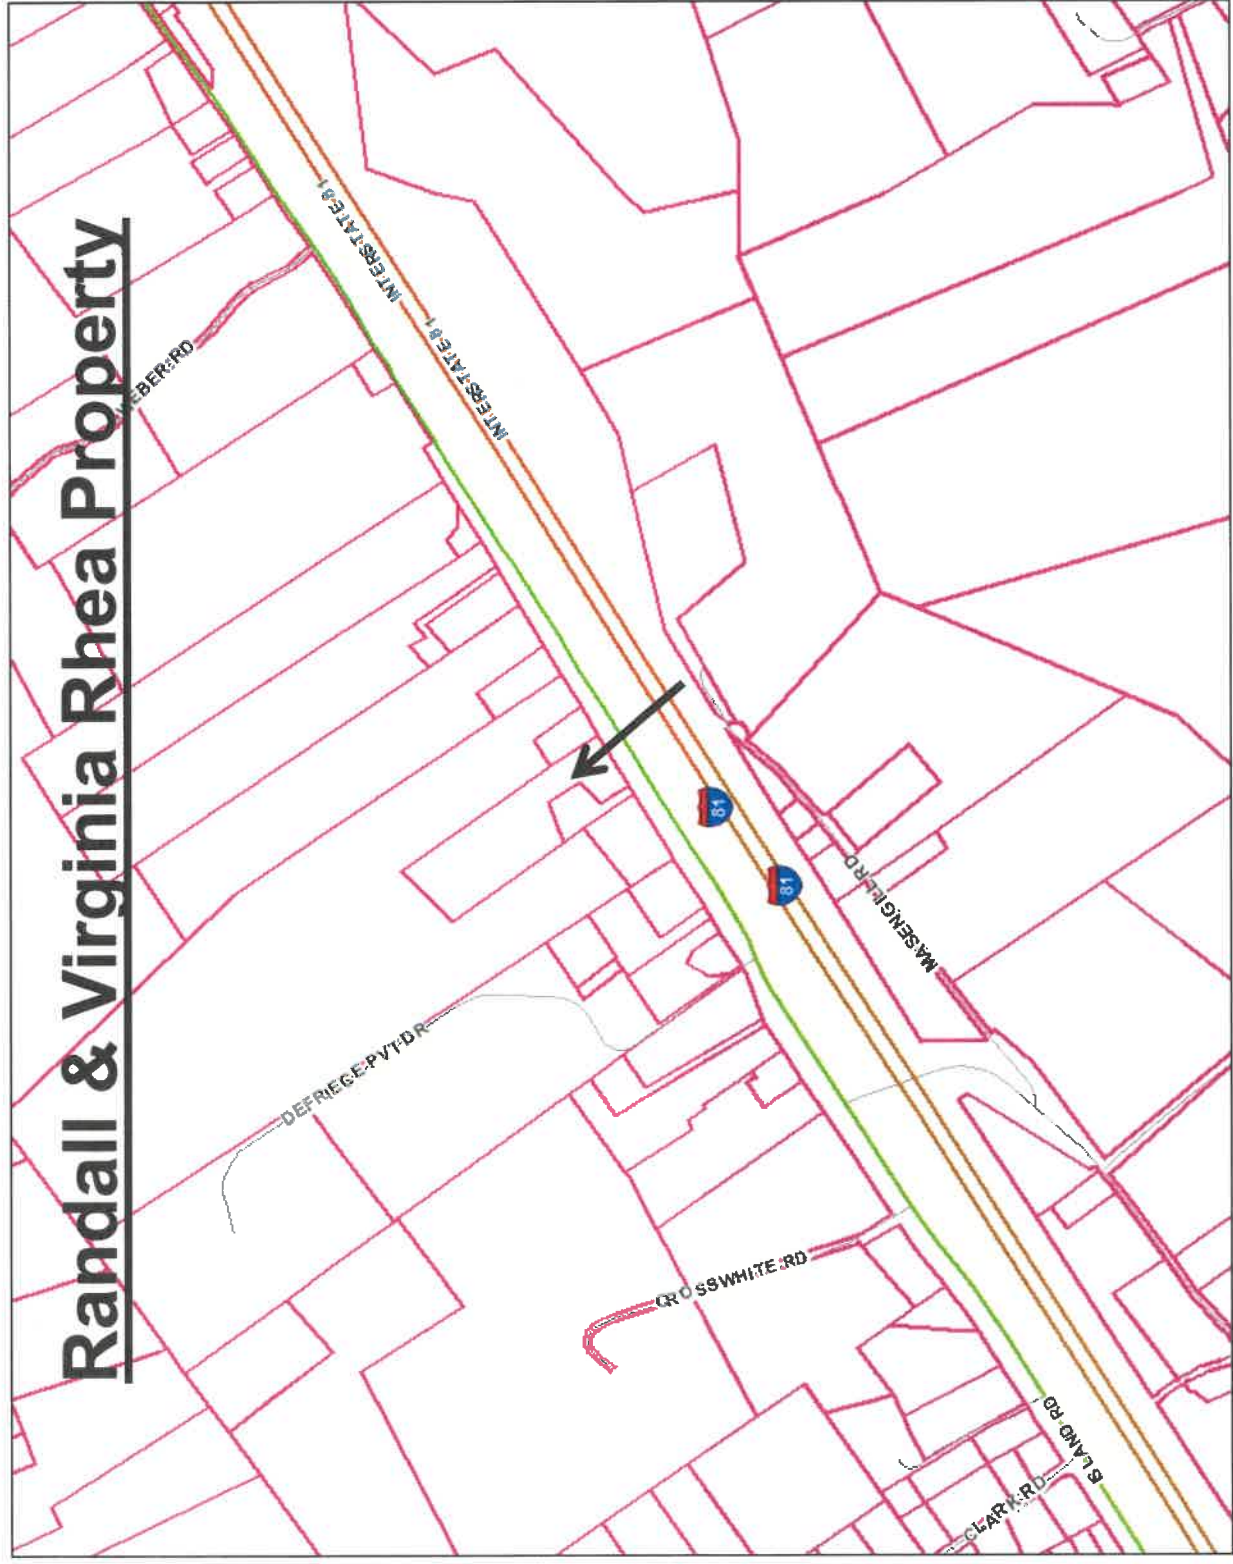 Randall & Virginia Rhea Property
WEBER RD
INTERSTATE 81
INTERSTATE 81
81
81
MASENGILL RD
DEFRIECE PVT DR
CROSSWHITE RD
ISLAND RD
CLARK RD